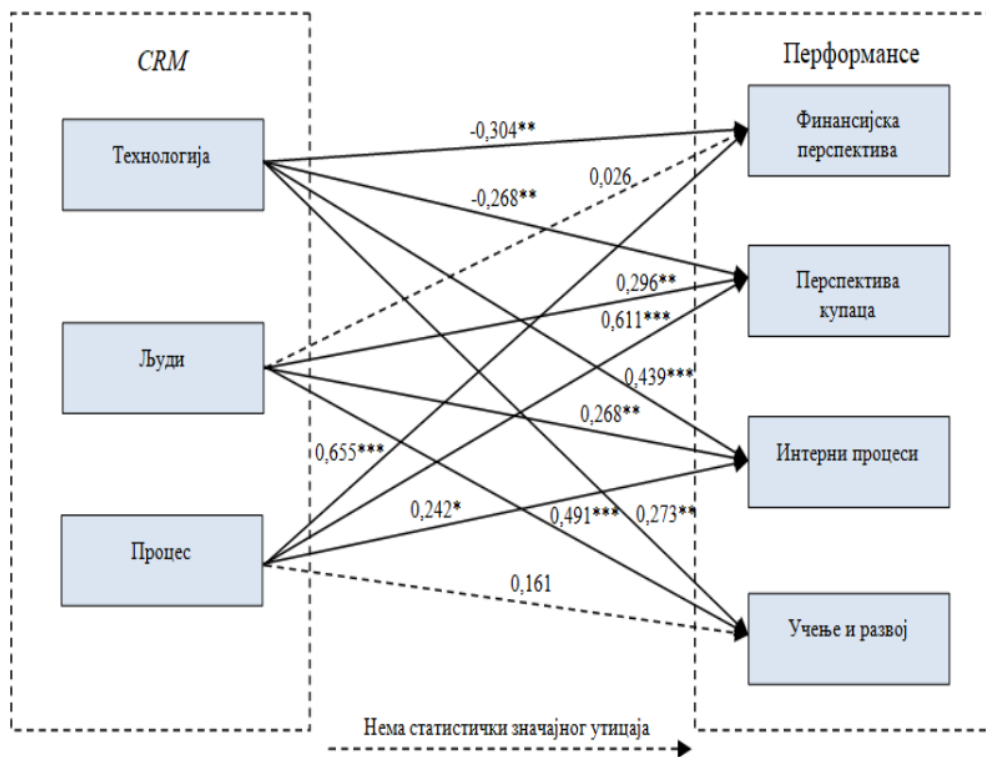 CRM
Перформансе
Технологија
Људи
Процес
Финансијска
перспектива
Перспектива
купаца
Интерни процеси
Учење и развој
-0,304**
0,026
-0,268**
0,296**
0,611***
0,439***
0,268**
0,655***
0,242*
0,491***
0,273**
0,161
Нема статистички значајног утицаја